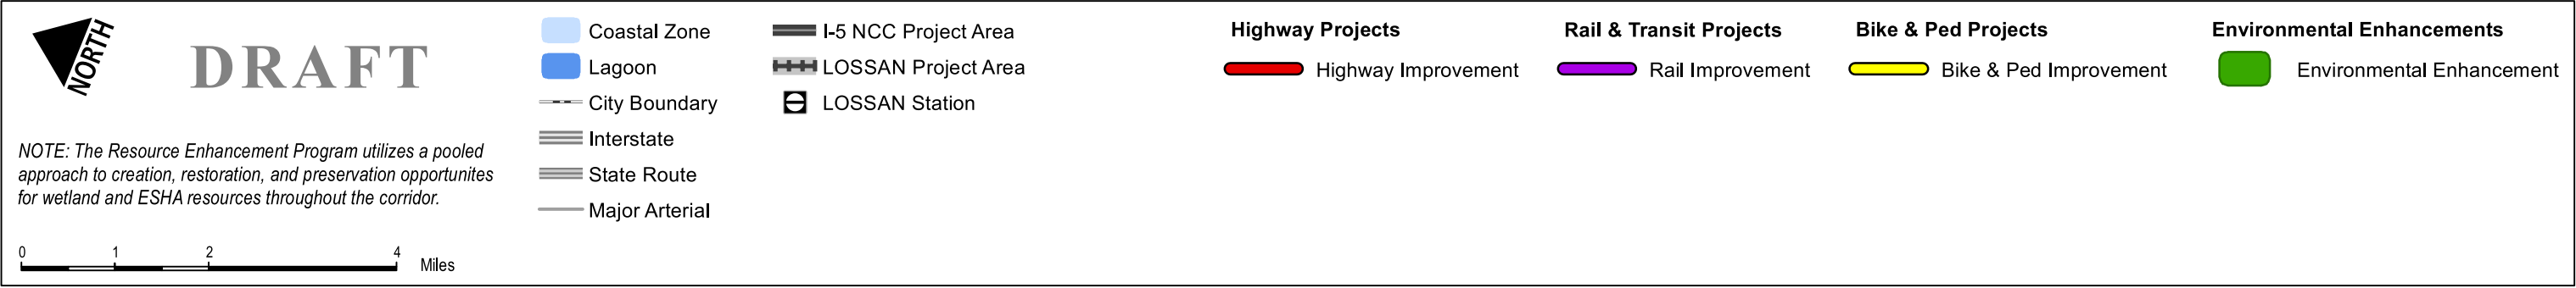 NORTH
DRAFT
NOTE: The Resource Enhancement Program utilizes a pooled
approach to creation, restoration, and preservation opportunites
for wetland and ESHA resources throughout the corridor.
0 1 2 4
Miles
Coastal Zone
Lagoon
City Boundary
Interstate
State Route
Major Arterial
I-5 NCC Project Area
LOSSAN Project Area
LOSSAN Station
Highway Projects
Highway Improvement
Rail & Transit Projects
Rail Improvement
Bike & Ped Projects
Bike & Ped Improvement
Environmental Enhancements
Environmental Enhancement